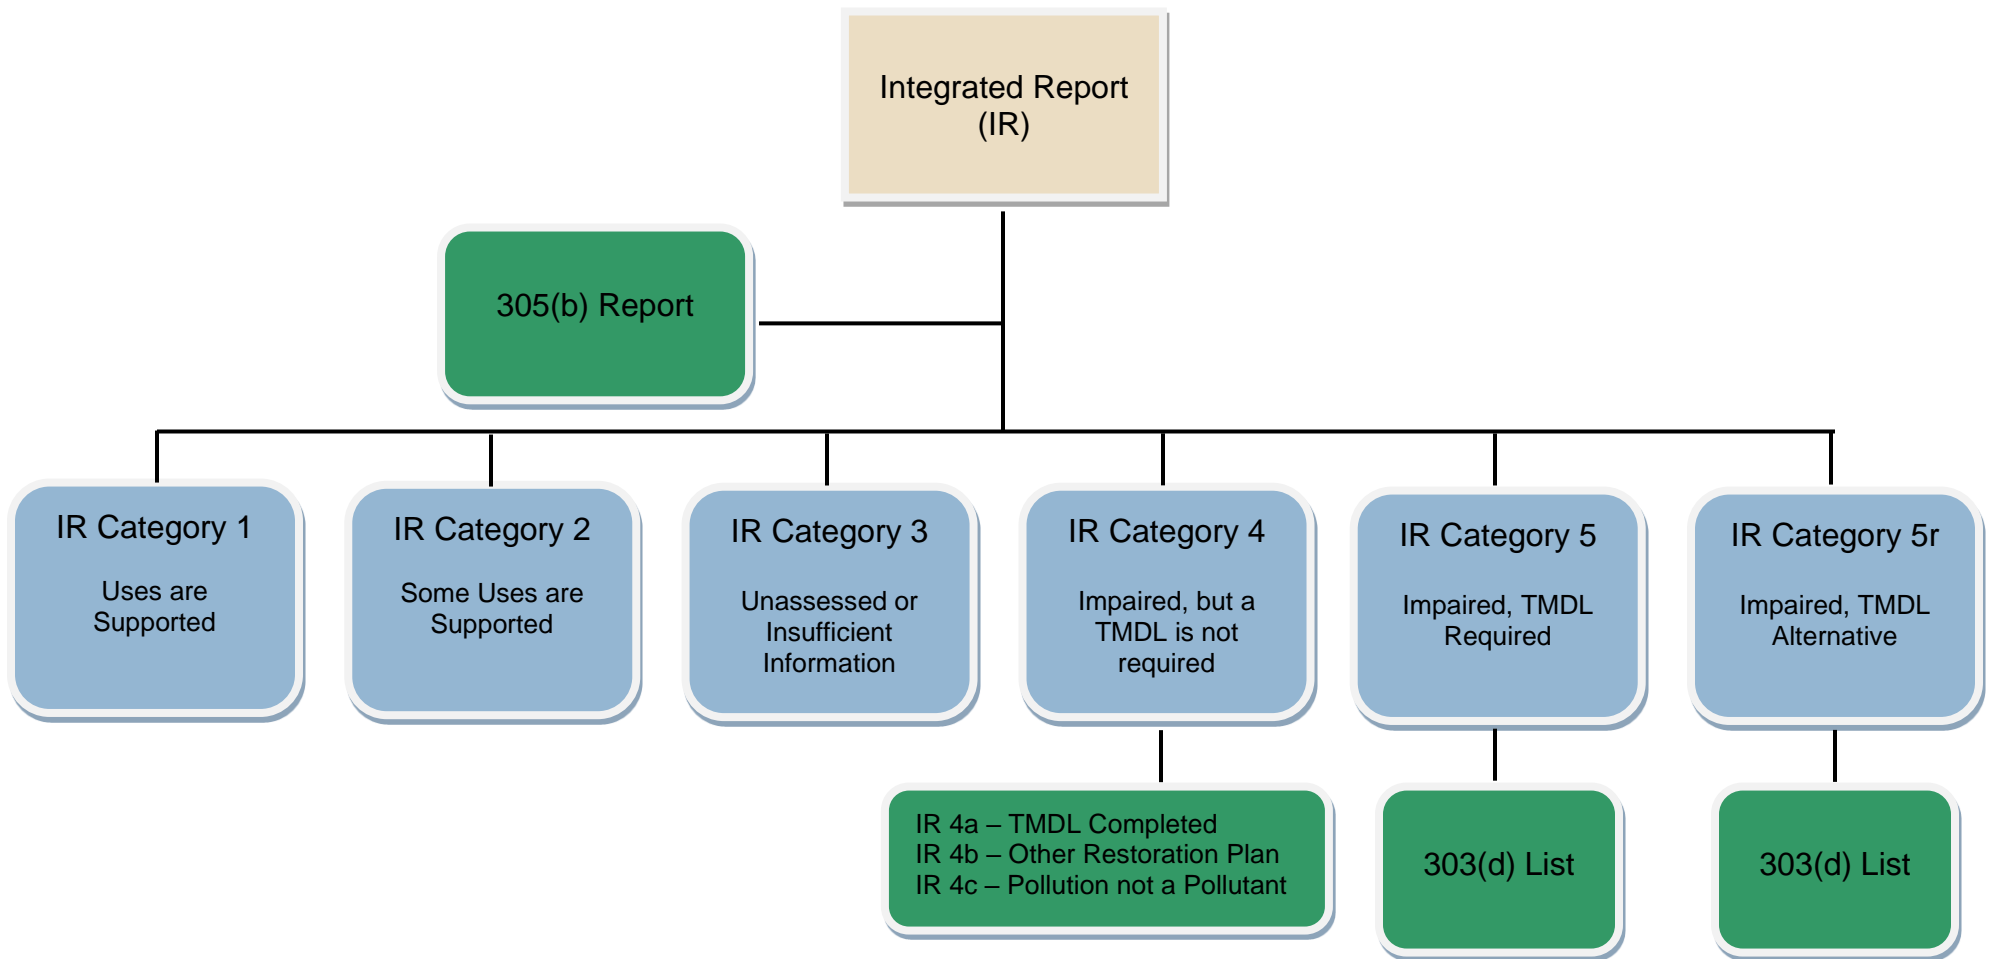 Integrated Report
(IR)
305(b) Report
IR Category 1
Uses are
Supported
IR Category 2
Some Uses are
Supported
IR Category 3
Unassessed or
Insufficient
Information
IR Category 4
Impaired, but a
TMDL is not
required
IR Category 5
Impaired, TMDL
Required
IR Category 5r
Impaired, TMDL
Alternative
IR 4a – TMDL Completed
IR 4b – Other Restoration Plan
IR 4c – Pollution not a Pollutant
303(d) List
303(d) List